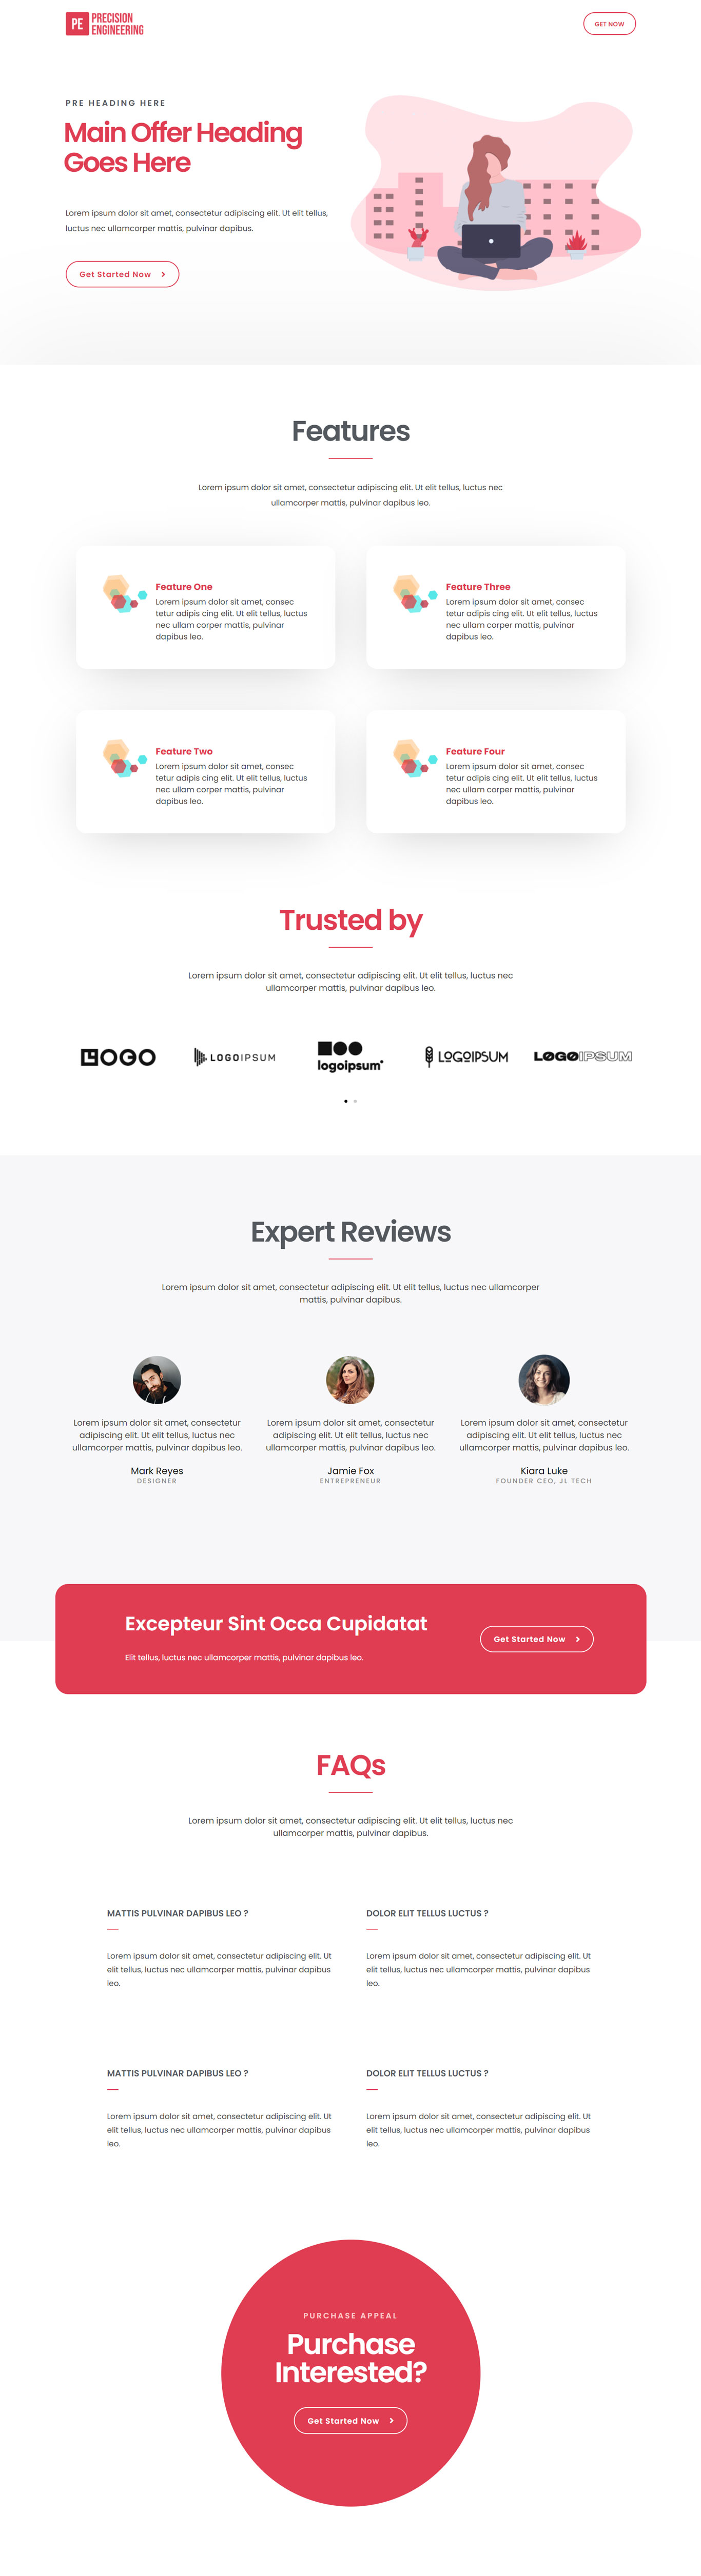 PE PRECISION
ENGINEERING
GET NOW
PRE HEADING HERE
Main Offer Heading
Goes Here
Lorem ipsum dolor sit amet, consectetur adipiscing elit. Ut elit tellus,
luctus nec ullamcorper mattis, pulvinar dapibus.
Get Started Now
Features
Lorem ipsum dolor sit amet, consectetur adipiscing elit. Ut elit tellus, luctus nec
ullamcorper mattis, pulvinar dapibus leo.
Feature One
Lorem ipsum dolor sit amet, consec
tetur adipis cing elit. Ut elit tellus, luctus
nec ullam corper mattis, pulvinar
dapibus leo.
Feature Three
Lorem ipsum dolor sit amet, consec
tetur adipis cing elit. Ut elit tellus, luctus
nec ullam corper mattis, pulvinar
dapibus leo.
Feature Two
Lorem ipsum dolor sit amet, consec
tetur adipis cing elit. Ut elit tellus, luctus
nec ullam corper mattis, pulvinar
dapibus leo.
Feature Four
Lorem ipsum dolor sit amet, consec
tetur adipis cing elit. Ut elit tellus, luctus
nec ullam corper mattis, pulvinar
dapibus leo.
Trusted by
Lorem ipsum dolor sit amet, consectetur adipiscing elit. Ut elit tellus, luctus nec
ullamcorper mattis, pulvinar dapibus leo.
LOGO
LOGOIPSUM
logoipsum
LOGOIPSUM
LOGOIPSUM
Expert Reviews
Lorem ipsum dolor sit amet, consectetur adipiscing elit. Ut elit tellus, luctus nec ullamcorper
mattis, pulvinar dapibus.
Lorem ipsum dolor sit amet, consectetur
adipiscing elit. Ut elit tellus, luctus nec
ullamcorper mattis, pulvinar dapibus leo.
Mark Reyes
DESIGNER
Lorem ipsum dolor sit amet, consectetur
adipiscing elit. Ut elit tellus, luctus nec
ullamcorper mattis, pulvinar dapibus leo.
Jamie Fox
ENTREPRENEUR
Lorem ipsum dolor sit amet, consectetur
adipiscing elit. Ut elit tellus, luctus nec
ullamcorper mattis, pulvinar dapibus leo.
Kiara Luke
FOUNDER CEO, JL TECH
Excepteur Sint Occa Cupidatat
Elit tellus, luctus nec ullamcorper mattis, pulvinar dapibus leo.
Get Started Now
FAQs
Lorem ipsum dolor sit amet, consectetur adipiscing elit. Ut elit tellus, luctus nec
ullamcorper mattis, pulvinar dapibus.
MATTIS PULVINAR DAPIBUS LEO ?
Lorem ipsum dolor sit amet, consectetur adipiscing elit. Ut
elit tellus, luctus nec ullamcorper mattis, pulvinar dapibus
leo.
DOLOR ELIT TELLUS LUCTUS ?
Lorem ipsum dolor sit amet, consectetur adipiscing elit. Ut
elit tellus, luctus nec ullamcorper mattis, pulvinar dapibus
leo.
MATTIS PULVINAR DAPIBUS LEO ?
Lorem ipsum dolor sit amet, consectetur adipiscing elit. Ut
elit tellus, luctus nec ullamcorper mattis, pulvinar dapibus
leo.
DOLOR ELIT TELLUS LUCTUS ?
Lorem ipsum dolor sit amet, consectetur adipiscing elit. Ut
elit tellus, luctus nec ullamcorper mattis, pulvinar dapibus
leo.
PURCHASE APPEAL
Purchase
Interested?
Get Started Now